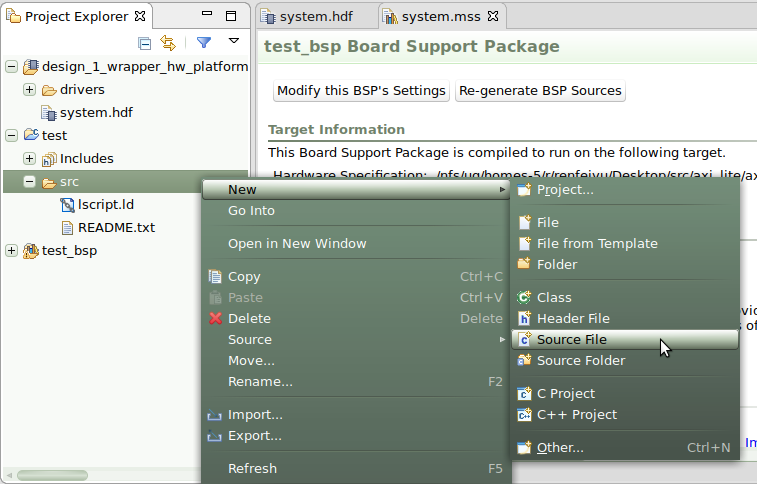 Project Explorer
system.hdf
system.mss
test_bsp Board Support Package
design_1_wrapper_hw_platform
drivers
system.hdf
test
Includes
src
lscript.ld
README.txt
test_bsp
Modify this BSP's Settings
Re-generate BSP Sources
Target Information
This Board Support Package is compiled to run on the following target.
Hardware Specification: /nfs/ug/homes-5/r/renfeiyu/Desktop/src/axi_lite/ax
New
Go Into
Open in New Window
Copy Ctrl+C
Paste Ctrl+V
Delete Delete
Source
Move...
Rename... F2
Import...
Export...
Refresh F5
Project...
File
File from Template
Folder
Class
Header File
Source File
Source Folder
C Project
C++ Project
Other... Ctrl+N